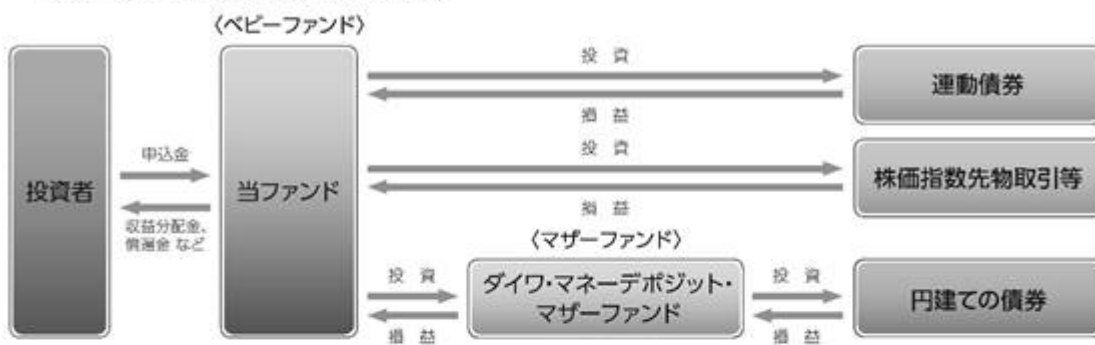 〈ベビーファンド〉
投資者
申込金
収益分配金、
償還金 など
当ファンド
投 資
損 益
連動債券
投 資
損 益
株価指数先物取引等
〈マザーファンド〉
投 資
損 益
ダイワ・マネーデポジット・
マザーファンド
投 資
損 益
円建ての債券